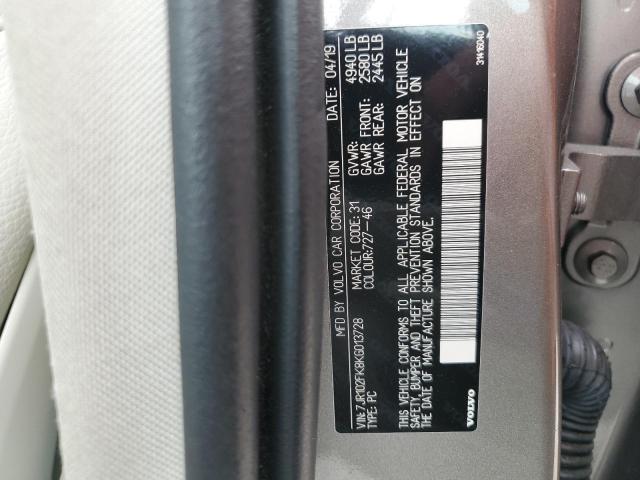 MFD BY VOLVO CAR CORPORATION 04/19
MARKET CODE: 31 GVWR: 4940 LB
COLOUR:727-46 GAWR FRONT: 2580 LB
GAWR REAR: 2445 LB
VIN:7JR102FK8KG013728
TYPE: PC
THIS VEHICLE CONFORMS TO ALL APPLICABLE FEDERAL MOTOR VEHICLE
SAFETY, BUMPER AND THEFT PREVENTION STANDARDS IN EFFECT ON
THE DATE OF MANUFACTURE SHOWN ABOVE.
VOLVO
31416040